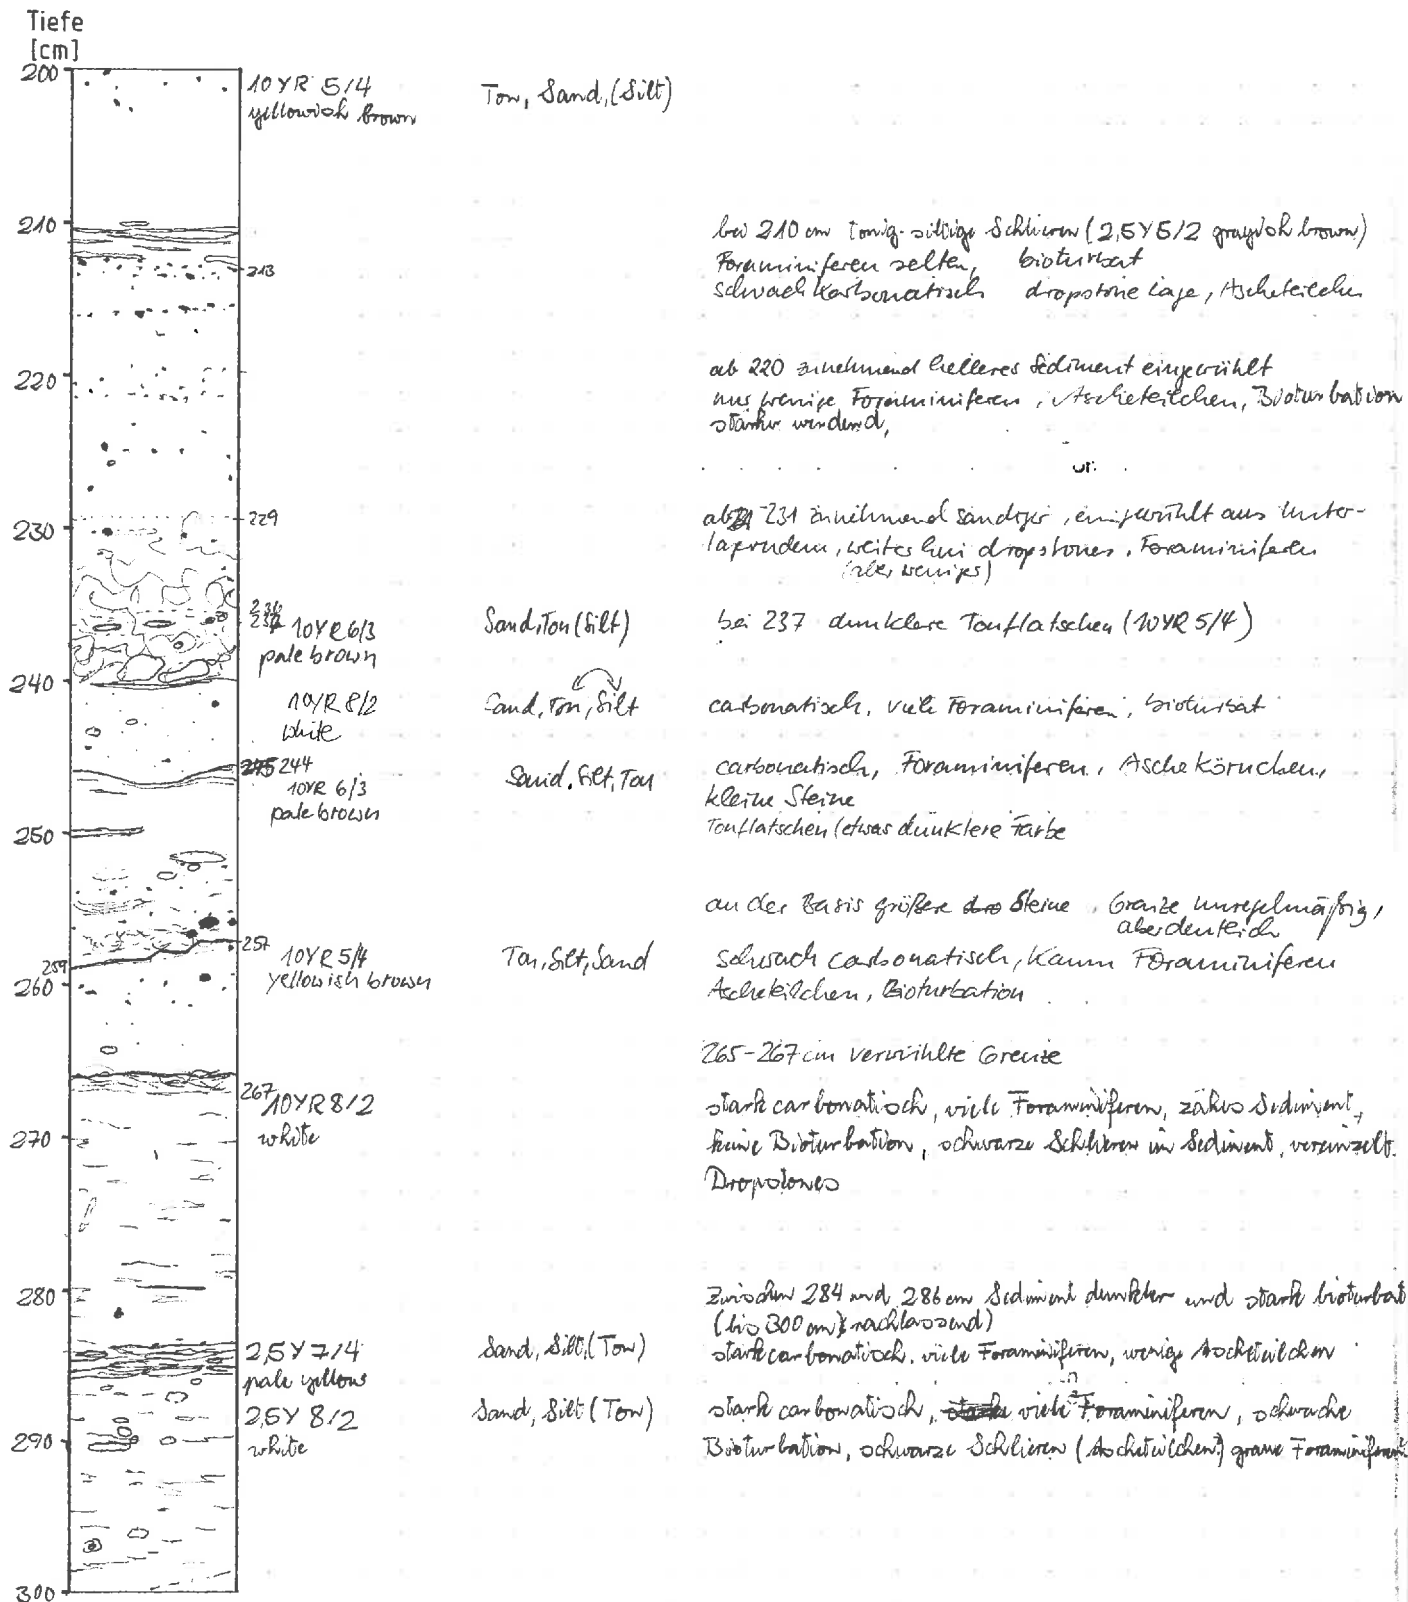 Tiefe
[cm]
200
10YR 5/4
yellowish brown
Ton, Sand, (Silt)
210
213
bei 210 cm tonig-siltige Schlieren (2,5Y5/2 grayish brown)
Foraminiferen selten, bioturbat
schwach karbonatisch dropstone Lage, Ascheteilchen
220
ab 220 zunehmend helleres Sediment eingewühlt
nur wenige Foraminiferen, Ascheteilchen, Bioturbation
stärker werdend,
229
230
ab 231 zunehmend sandiger, eingewühlt aus Unter-
lagerndem, weiterhin dropstones, Foraminiferen
(aber weniger)
236
237
10YR 6/3
pale brown
Sand, Ton (Silt)
bei 237 dunklere Tonflatschen (10YR 5/4)
240
10YR 8/2
white
Sand, Ton, Silt
carbonatisch, viele Foraminiferen, bioturbat
245 244
10YR 6/3
pale brown
Sand, Silt, Ton
carbonatisch, Foraminiferen, Asche Körnchen,
kleine Steine
Tonflatschen (etwas dunklere Farbe
250
an der Basis größere Steine, Grenze unregelmäßig,
aber deutlich
257
259
260
10YR 5/4
yellowish brown
Ton, Silt, Sand
schwach carbonatisch, kaum Foraminiferen
Ascheteilchen, Bioturbation
265-267 cm verwühlte Grenze
267
10YR 8/2
white
stark carbonatisch, viele Foraminiferen, zähes Sediment,
keine Bioturbation, schwarze Schlieren im Sediment, vereinzelt
Dropstones
270
280
Zwischen 284 und 286 cm Sediment dunkler und stark bioturbat
(bis 300 cm nachlassend)
2,5Y 7/4
pale yellow
Sand, Silt, (Ton)
stark carbonatisch, viele Foraminiferen, wenige Ascheteilchen
2,5Y 8/2
white
Sand, Silt (Ton)
stark carbonatisch, viele Foraminiferen, schwache
Bioturbation, schwarze Schlieren (Ascheteilchen?) graue Foraminiferen
290
300